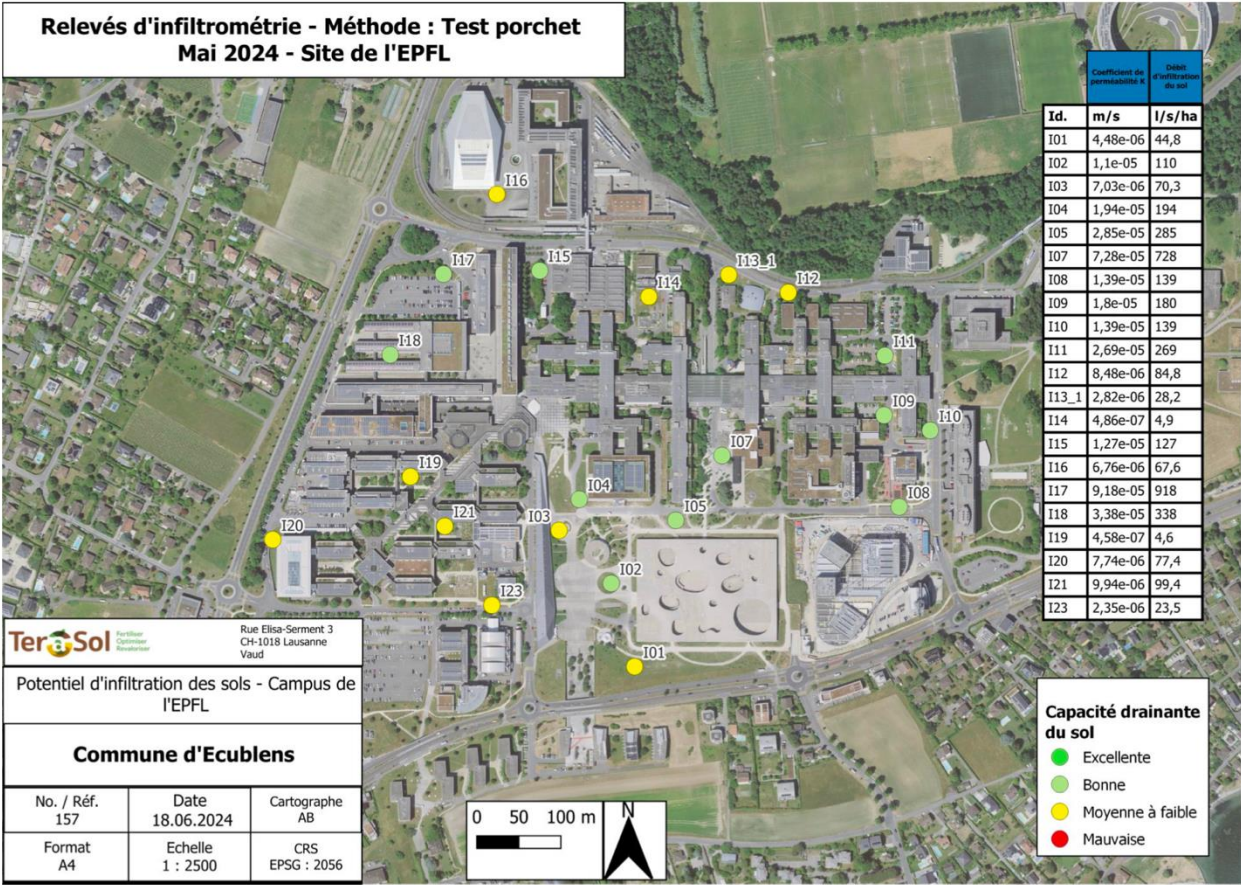 Relevés d'infiltrométrie - Méthode : Test porchet
Mai 2024 - Site de l'EPFL
Coefficient de perméabilité K
Débit d'infiltration du sol
Id. m/s l/s/ha
I01 4,48e-06 44,8
I02 1,1e-05 110
I03 7,03e-06 70,3
I04 1,94e-05 194
I05 2,85e-05 285
I07 7,28e-05 728
I08 1,39e-05 139
I09 1,8e-05 180
I10 1,39e-05 139
I11 2,69e-05 269
I12 8,48e-06 84,8
I13_1 2,82e-06 28,2
I14 4,86e-07 4,9
I15 1,27e-05 127
I16 6,76e-06 67,6
I17 9,18e-05 918
I18 3,38e-05 338
I19 4,58e-07 4,6
I20 7,74e-06 77,4
I21 9,94e-06 99,4
I23 2,35e-06 23,5
I16
I17
I15
I13_1
I14
I12
I18
I11
I09
I10
I07
I19
I04
I08
I05
I21
I03
I20
I02
I23
I01
TeraSol
Fertiliser
Optimiser
Revaloriser
Rue Elisa-Serment 3
CH-1018 Lausanne
Vaud
Potentiel d'infiltration des sols - Campus de
l'EPFL
Commune d'Ecublens
No. / Réf.
157
Date
18.06.2024
Cartographe
AB
Format
A4
Echelle
1 : 2500
CRS
EPSG : 2056
0 50 100 m
N
Capacité drainante
du sol
Excellente
Bonne
Moyenne à faible
Mauvaise